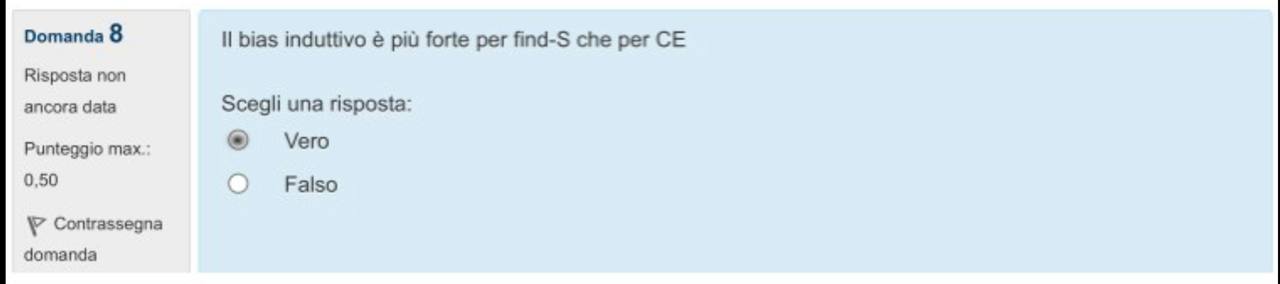 Domanda 8
Risposta non
ancora data
Punteggio max.:
0,50
Contrassegna
domanda
Il bias induttivo è più forte per find-S che per CE
Scegli una risposta:
Vero
Falso